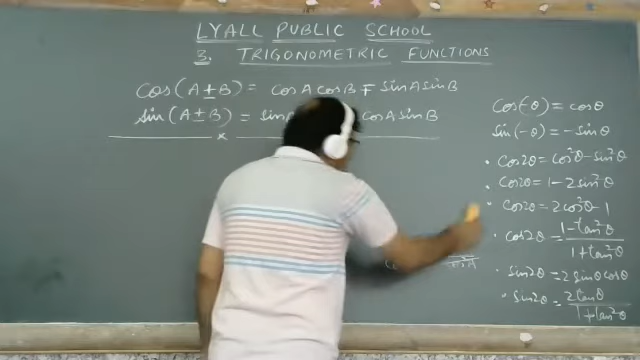 LYALL PUBLIC SCHOOL
3. TRIGONOMETRIC FUNCTIONS
cos(A±B) = cosAcosB ∓ sinAsinB
sin(A±B) = cosAsinB
cos(-θ) = cosθ
sin(-θ) = -sinθ
• cos2θ = cos²θ - sin²θ
• cos2θ = 1 - 2sin²θ
• cos2θ = 2cos²θ - 1
• cos2θ = 1 - tan²θ / 1 + tan²θ
• sin2θ = 2sinθcosθ
• sin2θ = 2tanθ / 1 + tan²θ